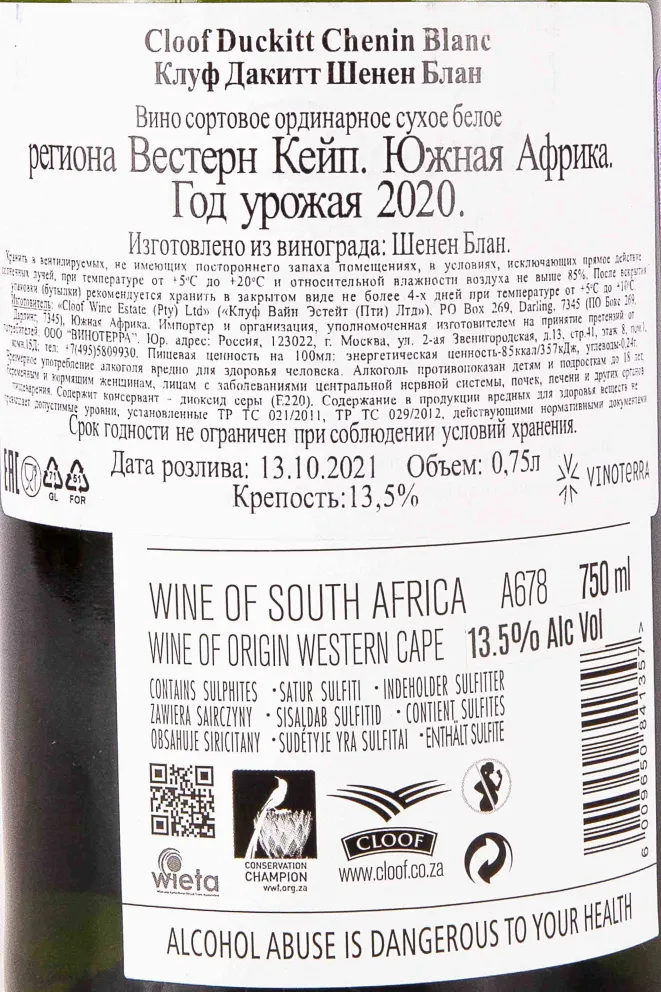 Cloof Duckitt Chenin Blanc
Клуф Дакитт Шенен Блан
Вино сортовое ординарное сухое белое
региона Вестерн Кейп. Южная Африка.
Год урожая 2020.
Изготовлено из винограда: Шенен Блан.
Хранить в вентилируемых, не имеющих постороннего запаха помещениях, в условиях, исключающих прямое действие
солнечных лучей, при температуре от +5°С до +20°С и относительной влажности воздуха не выше 85%. После вскрытия
упаковки (бутылки) рекомендуется хранить в закрытом виде не более 4-х дней при температуре от +5°С до +10°С
Изготовитель: «Cloof Wine Estate (Pty) Ltd» («Клуф Вайн Эстейт (Пти) Лтд»), PO Box 269, Darling, 7345 (ПО Бокс 269,
Дарлинг, 7345), Южная Африка. Импортер и организация, уполномоченная изготовителем на принятие претензий от
потребителей: ООО "ВИНОТЕРРА". Юр. адрес: Россия, 123022, г. Москва, ул. 2-ая Звенигородская, д.13, стр.41, этаж 8, пом.I,
комн.15Д, тел: +7(495)5809930. Пищевая ценность на 100мл: энергетическая ценность-85ккал/357кДж, углеводы-0,24г.
Чрезмерное употребление алкоголя вредно для здоровья человека. Алкоголь противопоказан детям и подросткам до 18 лет,
беременным и кормящим женщинам, лицам с заболеваниями центральной нервной системы, почек, печени и других органов
пищеварения. Содержит консервант - диоксид серы (Е220). Содержание в продукции вредных для здоровья веществ не
превышает допустимые уровни, установленные ТР ТС 021/2011, ТР ТС 029/2012, действующими нормативными документами
Срок годности не ограничен при соблюдении условий хранения.
EAC 71 GL 51 FOR Дата розлива: 13.10.2021 Объем: 0,75л VINOTERRA
Крепость:13,5%
WINE OF SOUTH AFRICA A678 750 ml
WINE OF ORIGIN WESTERN CAPE 13.5% Alc Vol
CONTAINS SULPHITES • SATUR SULFITI • INDEHOLDER SULFITTER
ZAWIERA SAIRCZYNY • SISALDAB SULFITID • CONTIENT SULFITES
OBSAHUJE SIRICITANY • SUDĖTYJE YRA SULFITAI • ENTHÄLT SULFITE
6 009650 841357 >
wieta
CONSERVATION
CHAMPION
wwf.org.za
CLOOF
www.cloof.co.za
ALCOHOL ABUSE IS DANGEROUS TO YOUR HEALTH